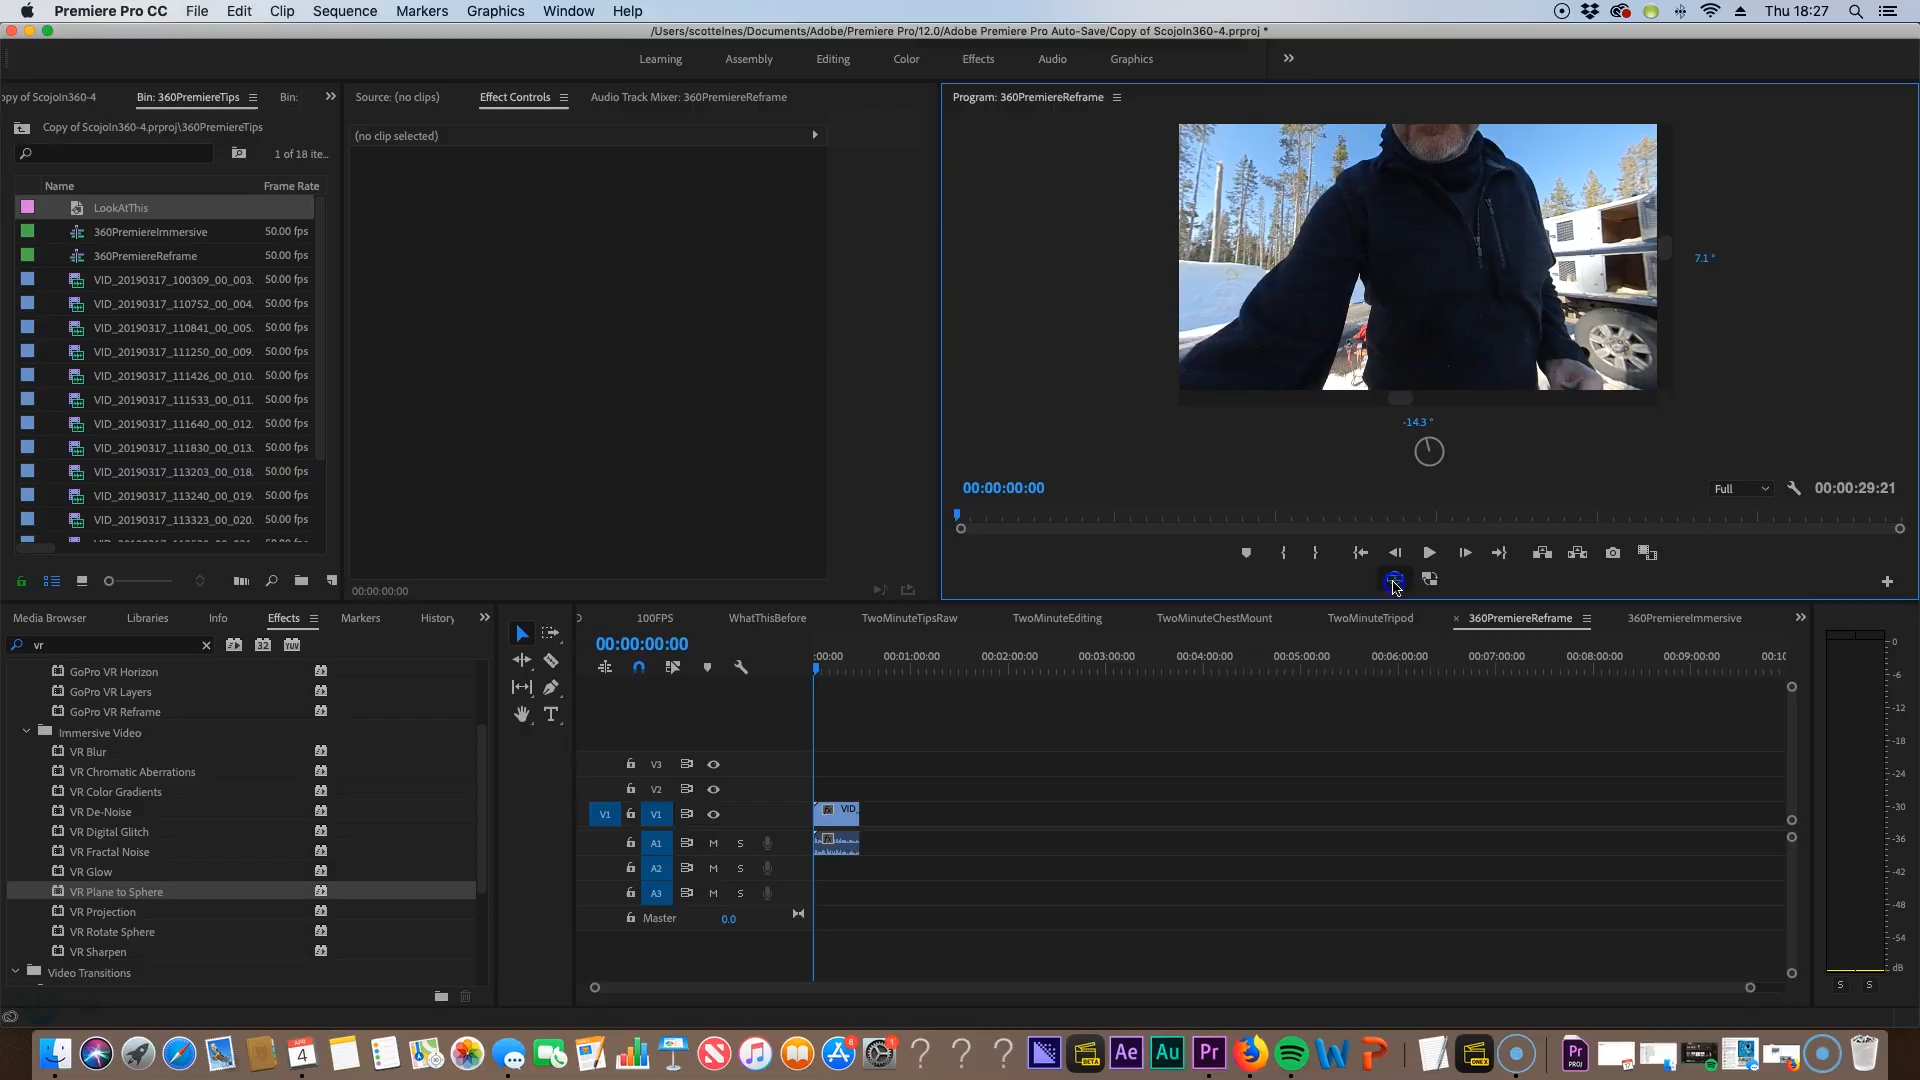 Premiere Pro CC File Edit Clip Sequence Markers Graphics Window Help Thu 18:27
/Users/scottelnes/Documents/Adobe/Premiere Pro/12.0/Adobe Premiere Pro Auto-Save/Copy of ScojoIn360-4.prproj *
Learning Assembly Editing Color Effects Audio Graphics
opy of ScojoIn360-4 Bin: 360PremiereTips Bin:
Source: (no clips) Effect Controls Audio Track Mixer: 360PremiereReframe
Program: 360PremiereReframe
Copy of ScojoIn360-4.prproj\360PremiereTips
(no clip selected)
1 of 18 ite...
Name Frame Rate
LookAtThis
360PremiereImmersive 50.00 fps
360PremiereReframe 50.00 fps
VID_20190317_100309_00_003. 50.00 fps
VID_20190317_110752_00_004. 50.00 fps
VID_20190317_110841_00_005. 50.00 fps
VID_20190317_111250_00_009. 50.00 fps
VID_20190317_111426_00_010. 50.00 fps
VID_20190317_111533_00_011. 50.00 fps
VID_20190317_111640_00_012. 50.00 fps
VID_20190317_111830_00_013. 50.00 fps
VID_20190317_113203_00_018. 50.00 fps
VID_20190317_113240_00_019. 50.00 fps
VID_20190317_113323_00_020. 50.00 fps
7.1 °
-14.3 °
00:00:00:00 Full 00:00:29:21
00:00:00:00
Media Browser Libraries Info Effects Markers History
vr
GoPro VR Horizon
GoPro VR Layers
GoPro VR Reframe
Immersive Video
VR Blur
VR Chromatic Aberrations
VR Color Gradients
VR De-Noise
VR Digital Glitch
VR Fractal Noise
VR Glow
VR Plane to Sphere
VR Projection
VR Rotate Sphere
VR Sharpen
Video Transitions
100FPS WhatThisBefore TwoMinuteTipsRaw TwoMinuteEditing TwoMinuteChestMount TwoMinuteTripod × 360PremiereReframe 360PremiereImmersive
00:00:00:00
:00:00 00:01:00:00 00:02:00:00 00:03:00:00 00:04:00:00 00:05:00:00 00:06:00:00 00:07:00:00 00:08:00:00 00:09:00:00 00:10
T
V3
V2
V1 V1 fx VID_
A1 M S
A2 M S
A3 M S
Master 0.0
0
-6
-12
-18
-24
-30
-36
-42
-48
-54
dB
S S
APR
4
BETA Ae Au Pr W P ONEX Pr
PROJ